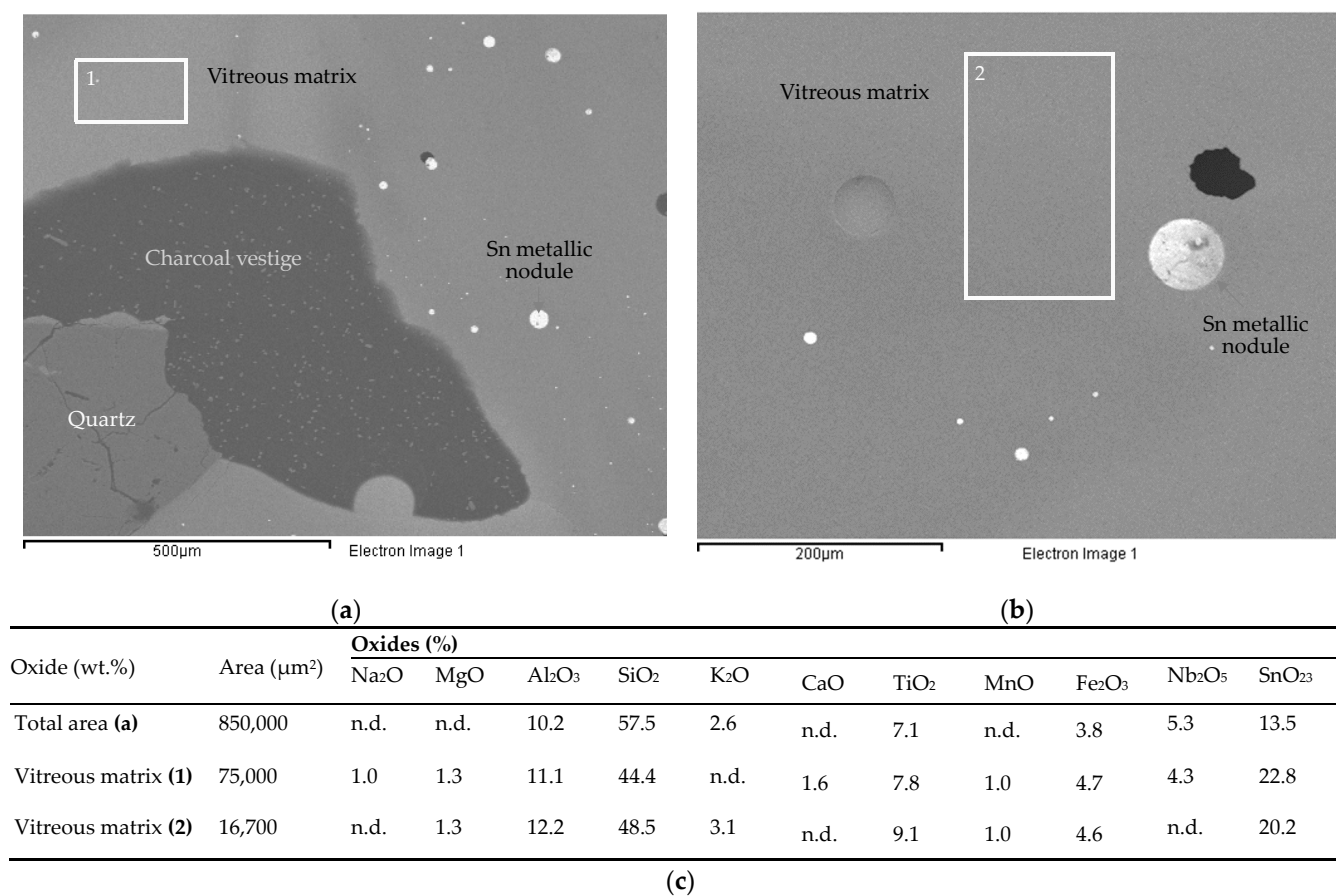 1
Vitreous matrix
Charcoal vestige
Sn metallic
nodule
Quartz
500µm Electron Image 1
(a)
2
Vitreous matrix
Sn metallic
nodule
200µm Electron Image 1
(b)
Oxide (wt.%) Area (µm²) Oxides (%)
Na₂O MgO Al₂O₃ SiO₂ K₂O CaO TiO₂ MnO Fe₂O₃ Nb₂O₅ SnO₂₃
Total area (a) 850,000 n.d. n.d. 10.2 57.5 2.6 n.d. 7.1 n.d. 3.8 5.3 13.5
Vitreous matrix (1) 75,000 1.0 1.3 11.1 44.4 n.d. 1.6 7.8 1.0 4.7 4.3 22.8
Vitreous matrix (2) 16,700 n.d. 1.3 12.2 48.5 3.1 n.d. 9.1 1.0 4.6 n.d. 20.2
(c)